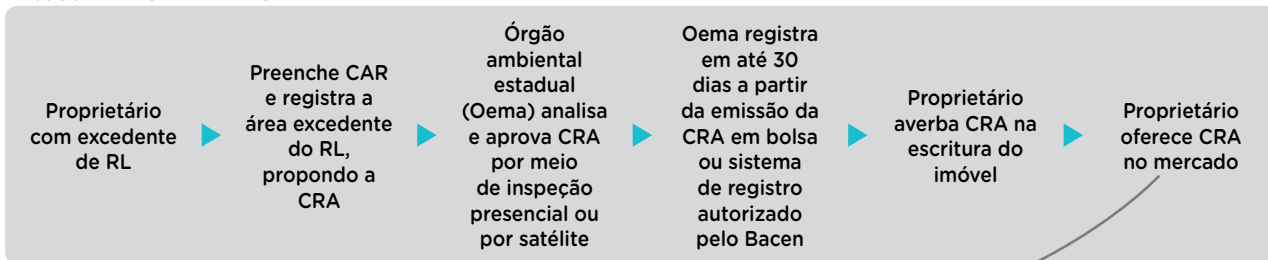 Proprietário
com excedente
de RL
Preenche CAR
e registra a
área excedente
do RL,
propondo a
CRA
Órgão
ambiental
estadual
(Oema) analisa
e aprova CRA
por meio
de inspeção
presencial ou
por satélite
Oema registra
em até 30
dias a partir
da emissão da
CRA em bolsa
ou sistema
de registro
autorizado
pelo Bacen
Proprietário
averba CRA na
escritura do
imóvel
Proprietário
oferece CRA
no mercado